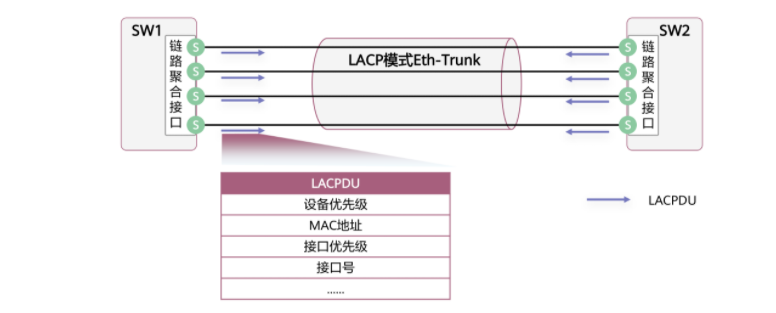 SW1
SW2
链路聚合接口
S
S
S
S
LACP模式Eth-Trunk
S
S
S
S
链路聚合接口
LACPDU
设备优先级
MAC地址
接口优先级
接口号
......
LACPDU